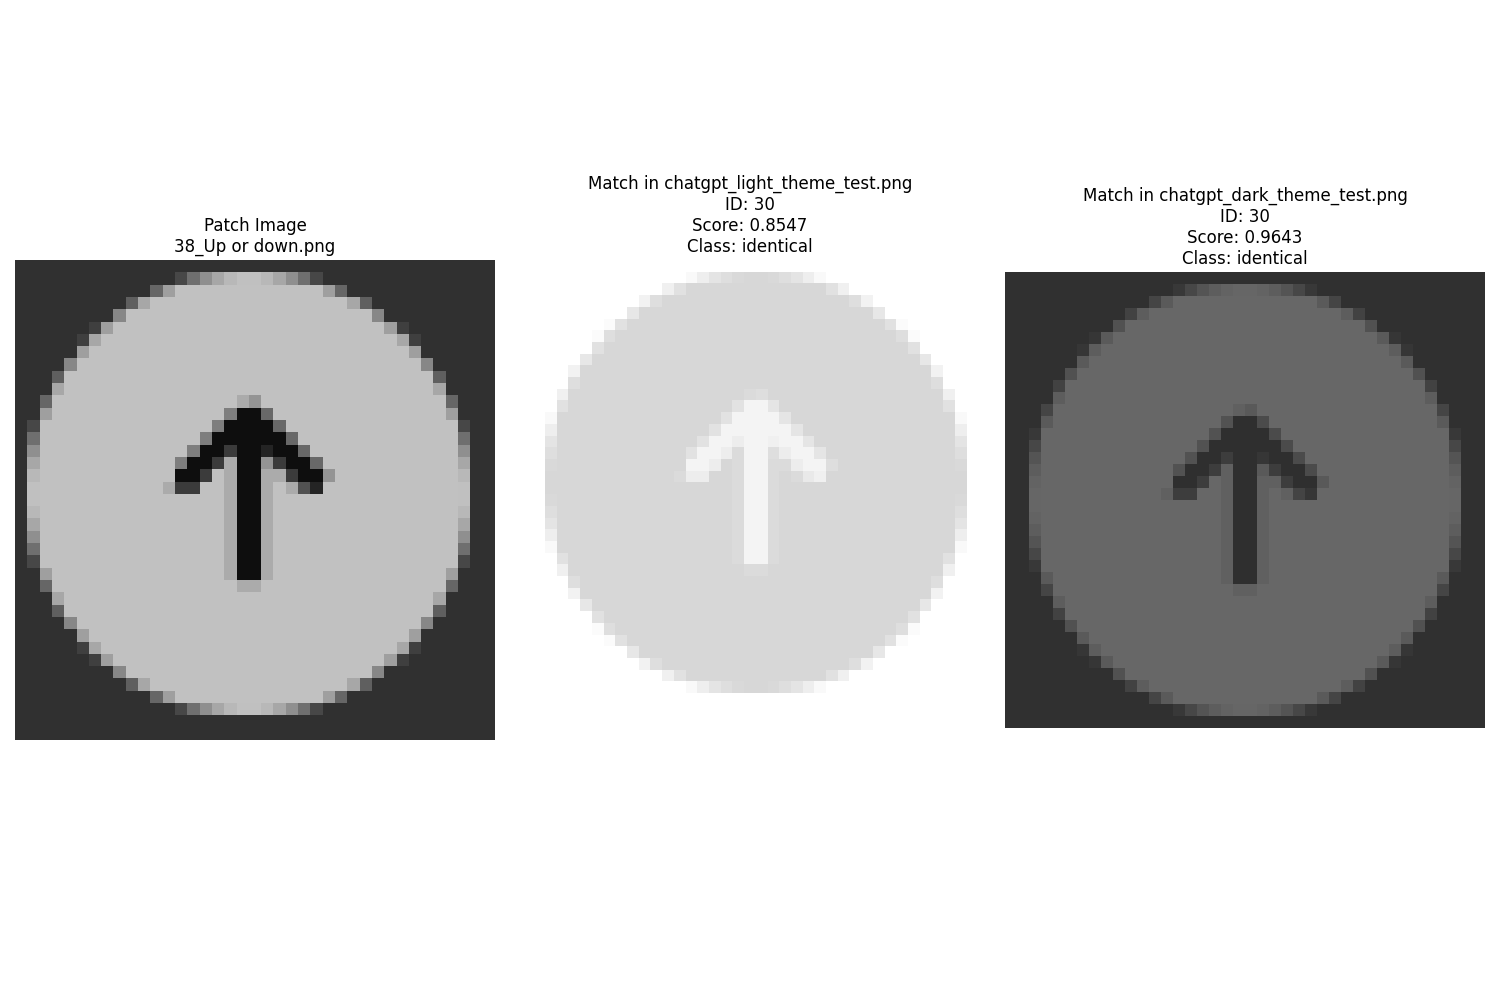 Patch Image
38_Up or down.png
Match in chatgpt_light_theme_test.png
ID: 30
Score: 0.8547
Class: identical
Match in chatgpt_dark_theme_test.png
ID: 30
Score: 0.9643
Class: identical